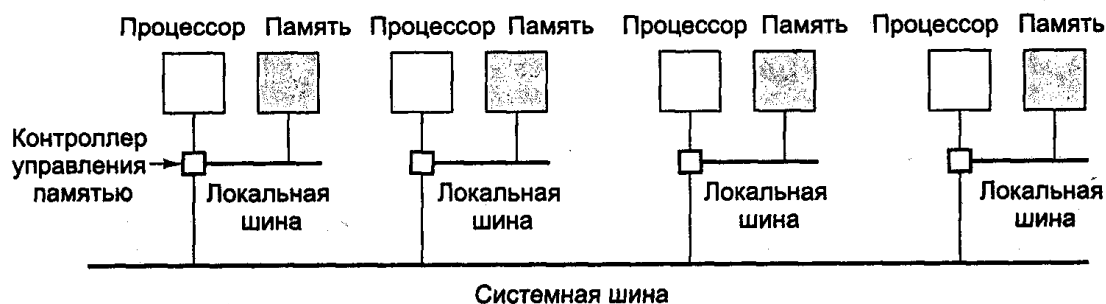 Процессор Память Процессор Память Процессор Память Процессор Память
Контроллер
управления
памятью
Локальная
шина
Локальная
шина
Локальная
шина
Локальная
шина
Системная шина